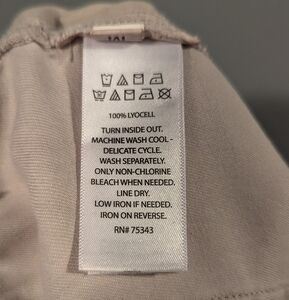 100% LYOCELL
TURN INSIDE OUT.
MACHINE WASH COOL -
DELICATE CYCLE.
WASH SEPARATELY.
ONLY NON-CHLORINE
BLEACH WHEN NEEDED.
LINE DRY.
LOW IRON IF NEEDED.
IRON ON REVERSE.
RN# 75343